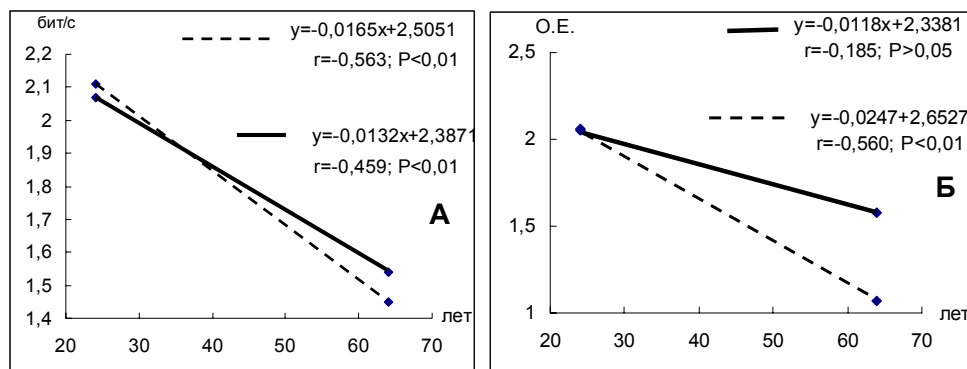 бит/с
y=-0,0165x+2,5051
r=-0,563; P<0,01
y=-0,0132x+2,3871
r=-0,459; P<0,01
2,2
2,1
2
1,9
1,8
1,7
1,6
1,5
1,4
А
лет
20 30 40 50 60 70
О.Е.
y=-0,0118x+2,3381
r=-0,185; P>0,05
y=-0,0247+2,6527
r=-0,560; P<0,01
2,5
2
1,5
1
Б
лет
20 30 40 50 60 70